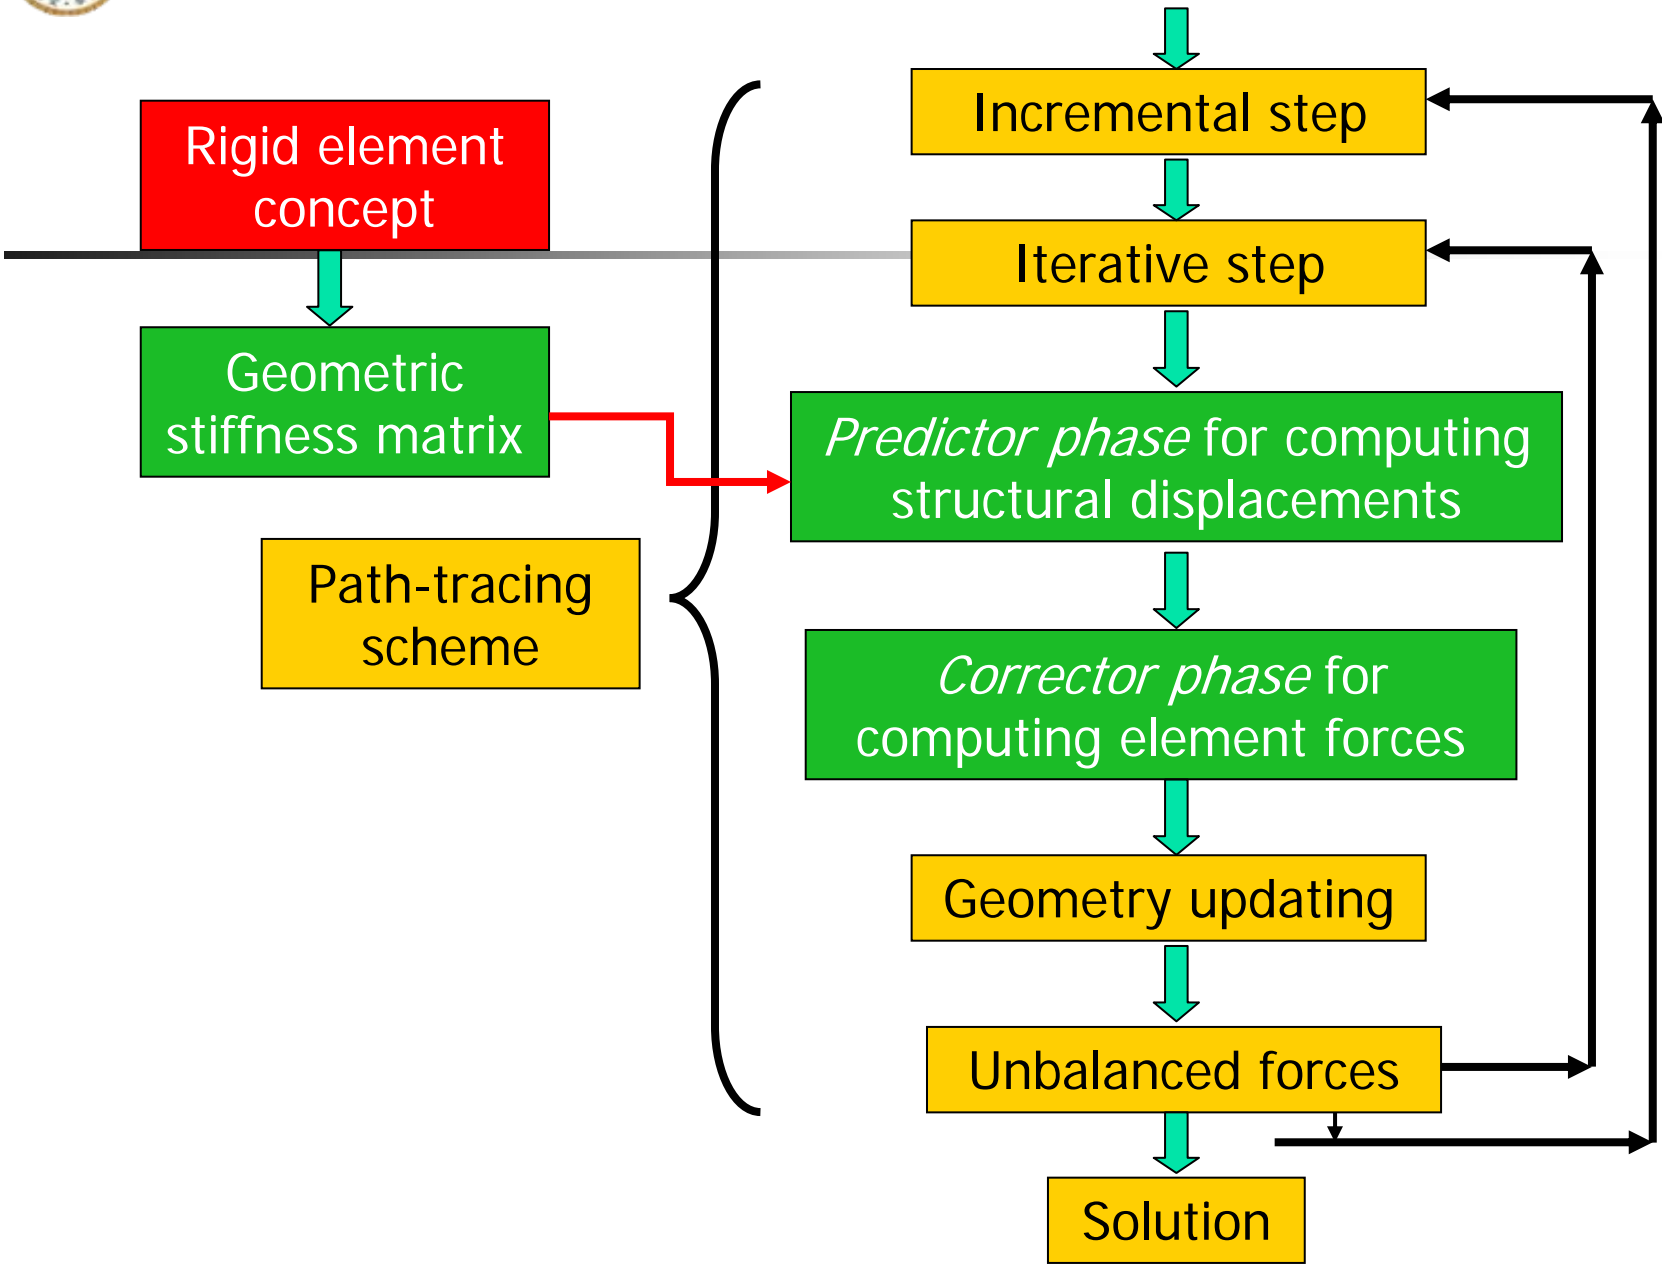 Rigid element
concept
Geometric
stiffness matrix
Path-tracing
scheme
Incremental step
Iterative step
Predictor phase for computing
structural displacements
Corrector phase for
computing element forces
Geometry updating
Unbalanced forces
Solution